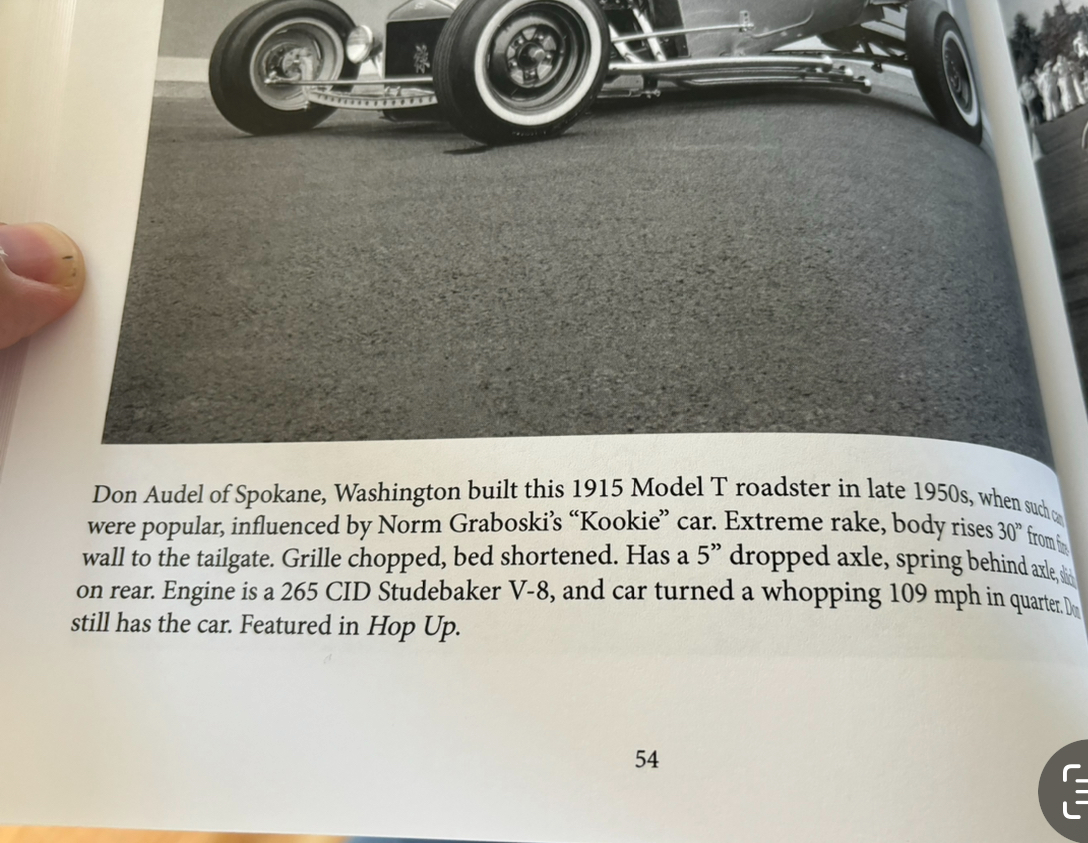 Don Audel of Spokane, Washington built this 1915 Model T roadster in late 1950s, when such cars
were popular, influenced by Norm Graboski’s “Kookie” car. Extreme rake, body rises 30” from fire-
wall to the tailgate. Grille chopped, bed shortened. Has a 5” dropped axle, spring behind axle,
on rear. Engine is a 265 CID Studebaker V-8, and car turned a whopping 109 mph in quarter. Don
still has the car. Featured in Hop Up.
54